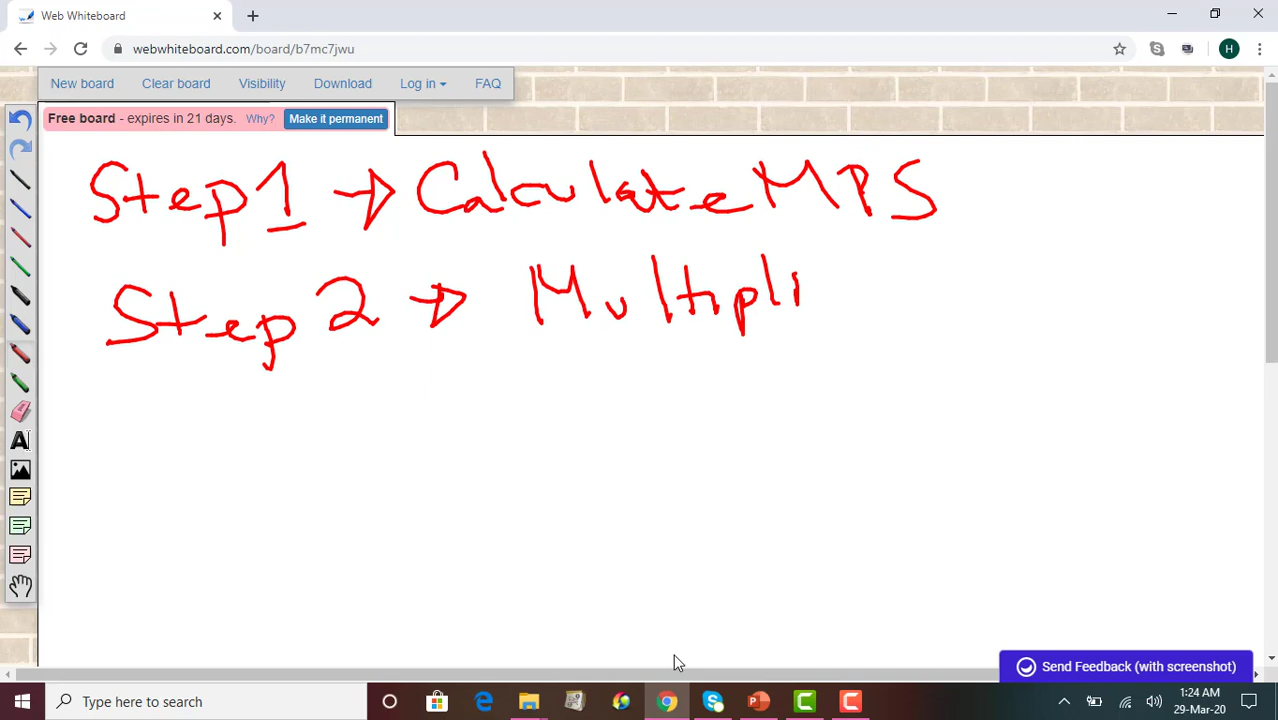 Web Whiteboard
webwhiteboard.com/board/b7mc7jwu
H
New board Clear board Visibility Download Log in FAQ
Free board - expires in 21 days. Why? Make it permanent
Step 1 → Calculate MPS
Step 2 → Multipli
A
Send Feedback (with screenshot)
Type here to search
1:24 AM
29-Mar-20